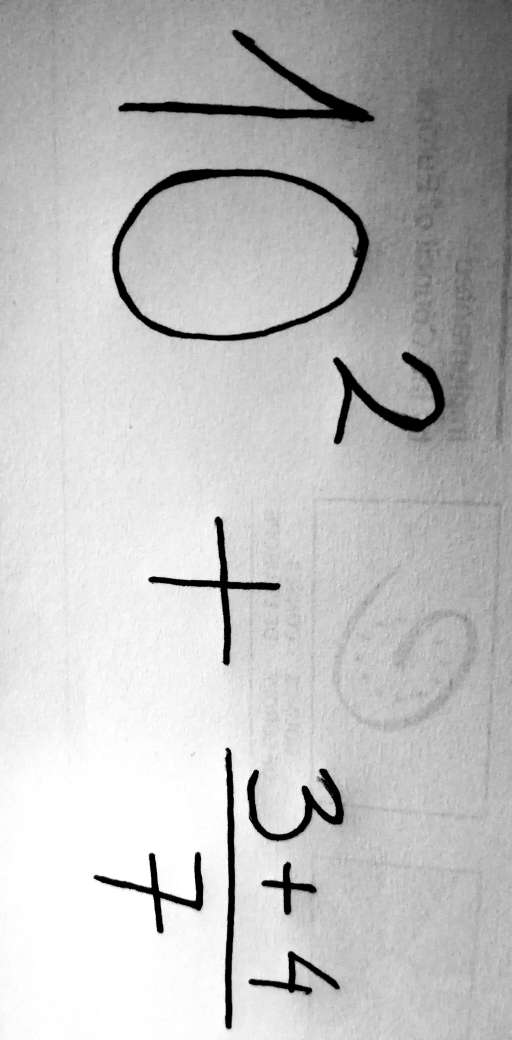 10² + (3 + 4)/7